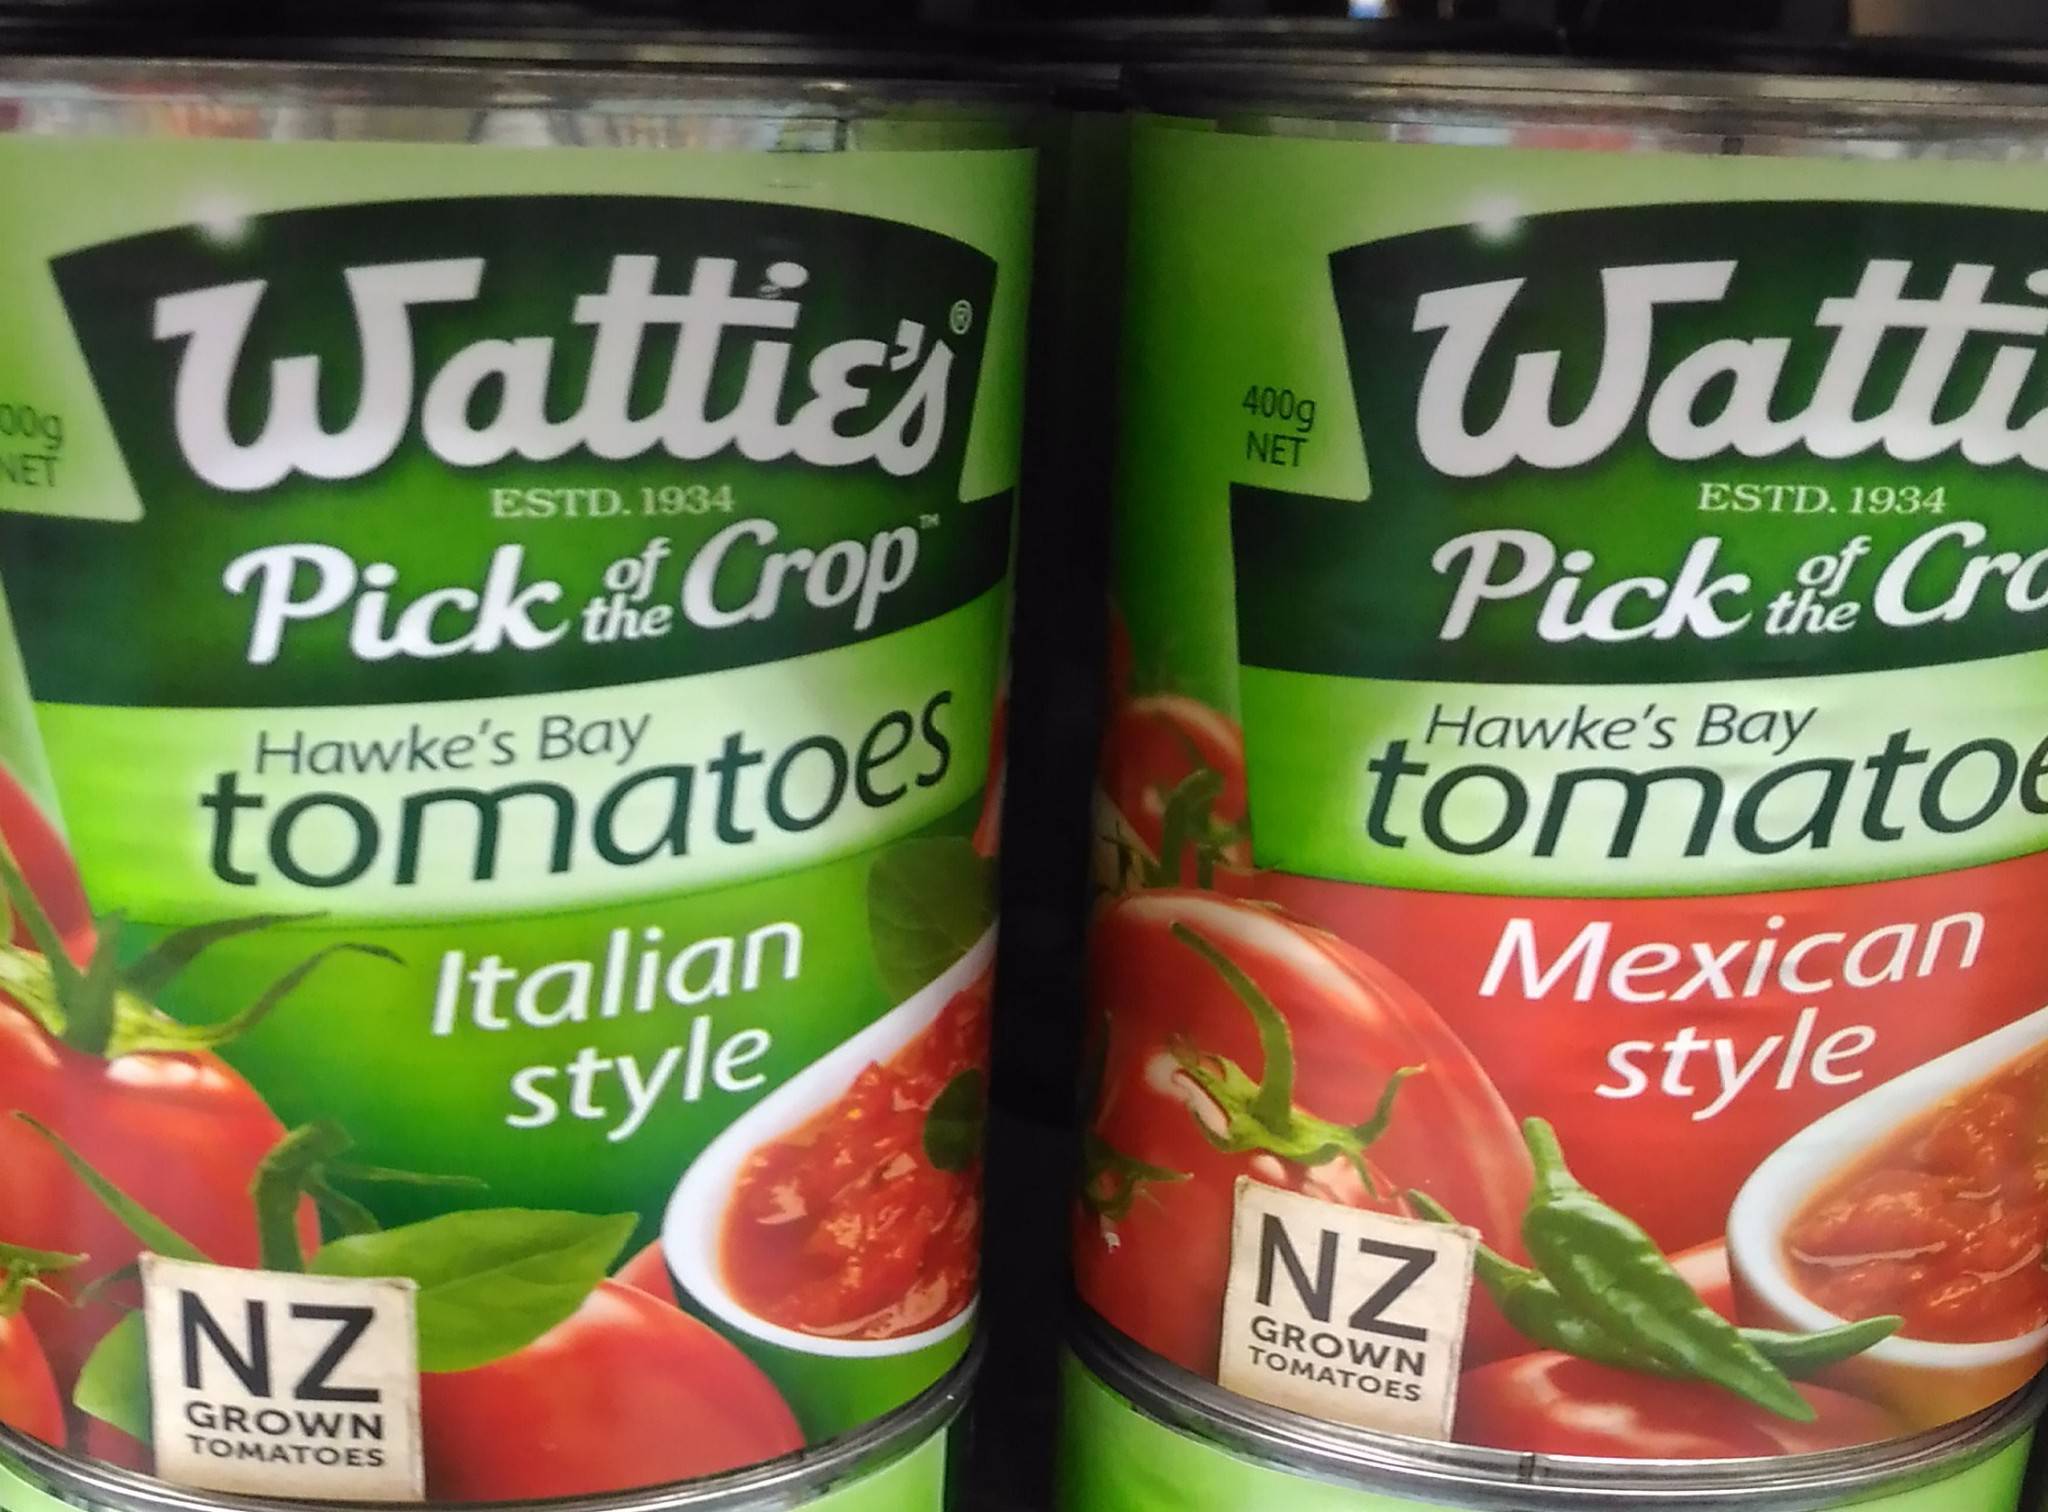 Wattie's®
00g
NET
ESTD. 1934
Pick of the Crop™
Hawke's Bay
tomatoes
Italian
style
NZ
GROWN
TOMATOES
Watti
400g
NET
ESTD. 1934
Pick of the Cro
Hawke's Bay
tomatoe
Mexican
style
NZ
GROWN
TOMATOES